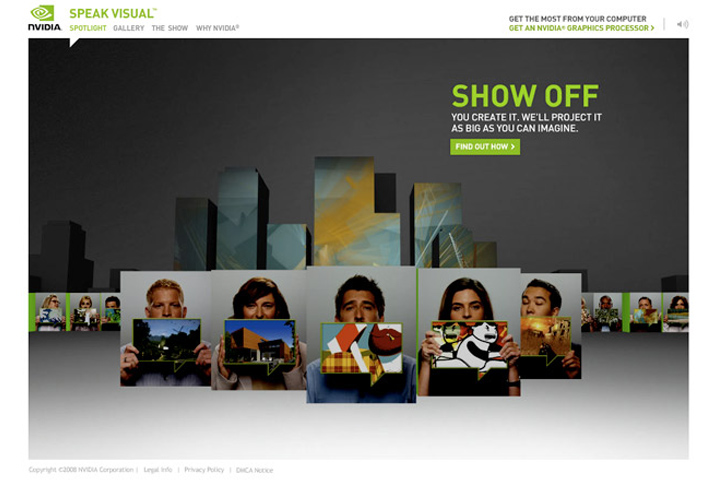 SPEAK VISUAL™
NVIDIA.
SPOTLIGHT GALLERY THE SHOW WHY NVIDIA®
GET THE MOST FROM YOUR COMPUTER
GET AN NVIDIA® GRAPHICS PROCESSOR >
SHOW OFF
YOU CREATE IT. WE'LL PROJECT IT
AS BIG AS YOU CAN IMAGINE.
FIND OUT HOW >
Copyright ©2008 NVIDIA Corporation | Legal Info | Privacy Policy | DMCA Notice